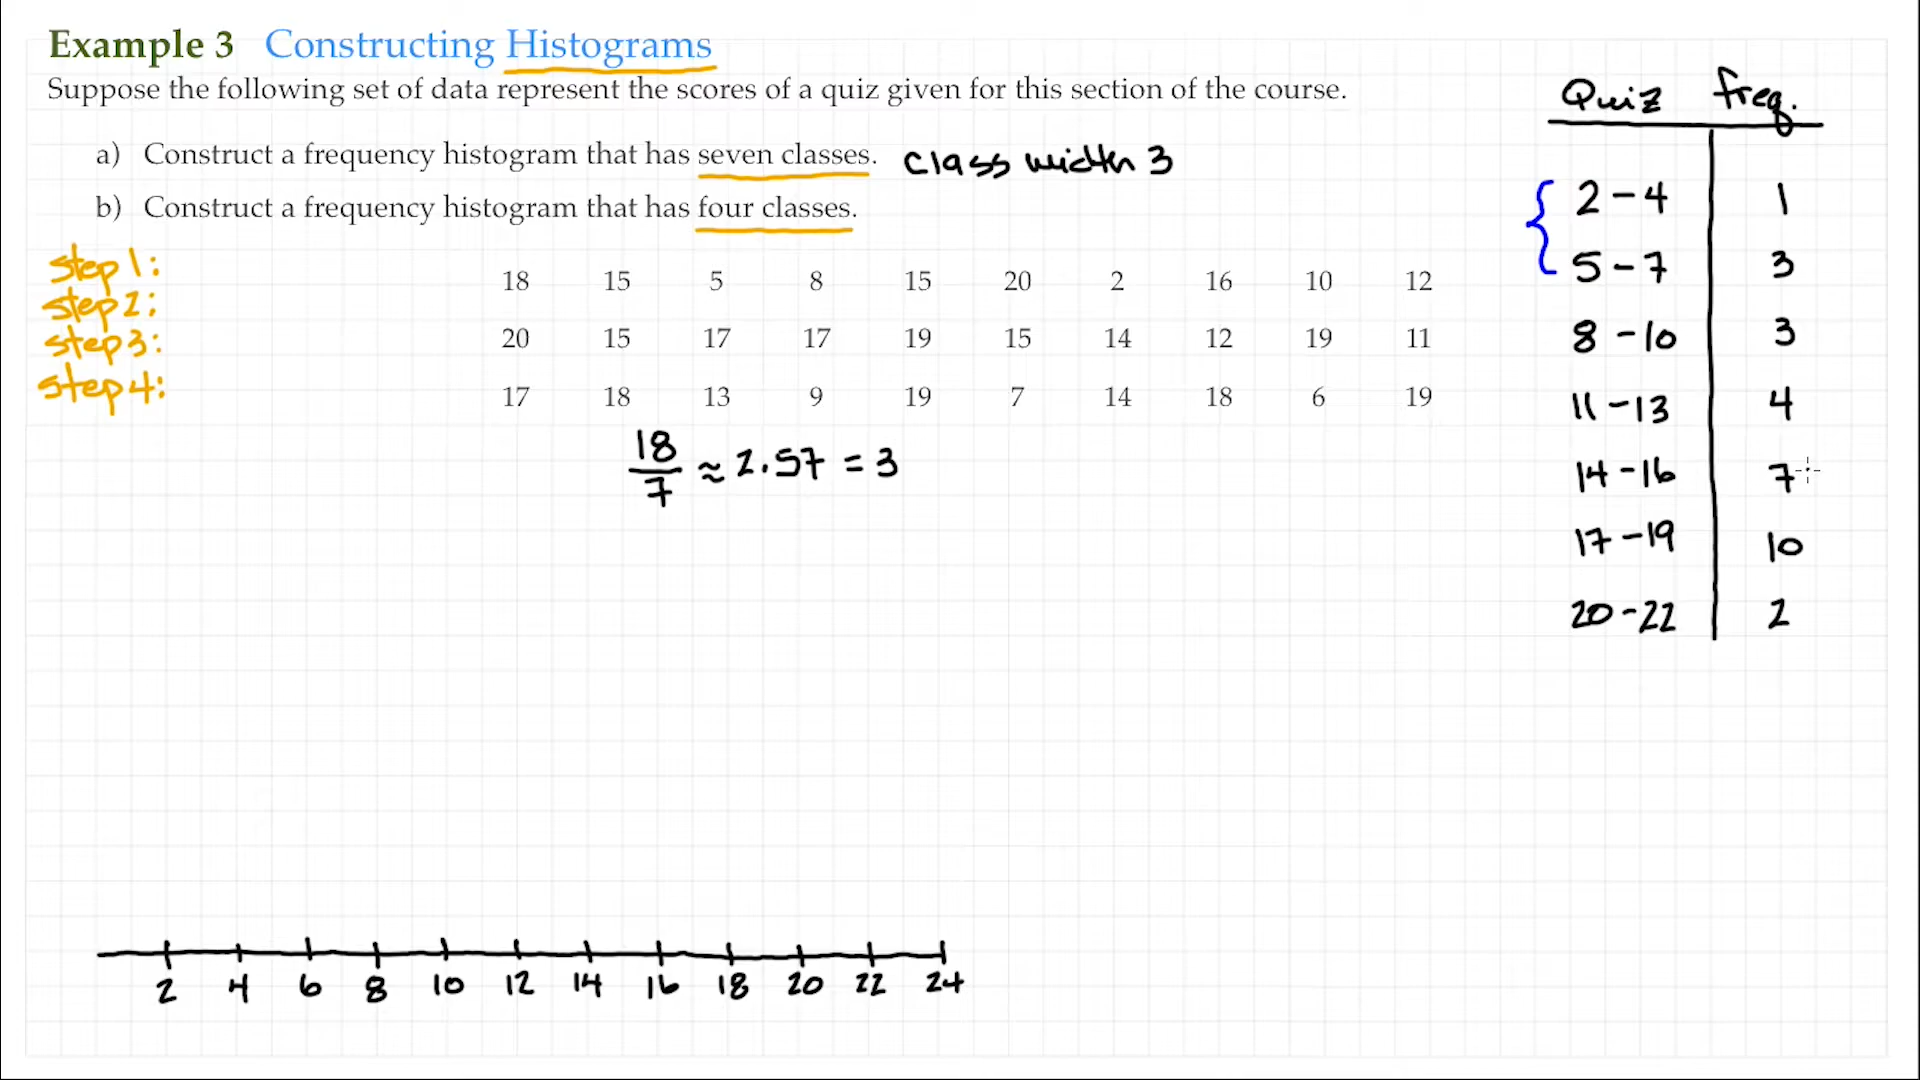 Example 3 Constructing Histograms
Suppose the following set of data represent the scores of a quiz given for this section of the course.
a) Construct a frequency histogram that has seven classes. class width 3
b) Construct a frequency histogram that has four classes.
Step 1:
Step 2:
Step 3:
Step 4:
18 15 5 8 15 20 2 16 10 12
20 15 17 17 19 15 14 12 19 11
17 18 13 9 19 7 14 18 6 19
18/7 ≈ 2.57 = 3
Quiz freq.
2-4 1
5-7 3
8-10 3
11-13 4
14-16 7
17-19 10
20-22 2
2 4 6 8 10 12 14 16 18 20 22 24